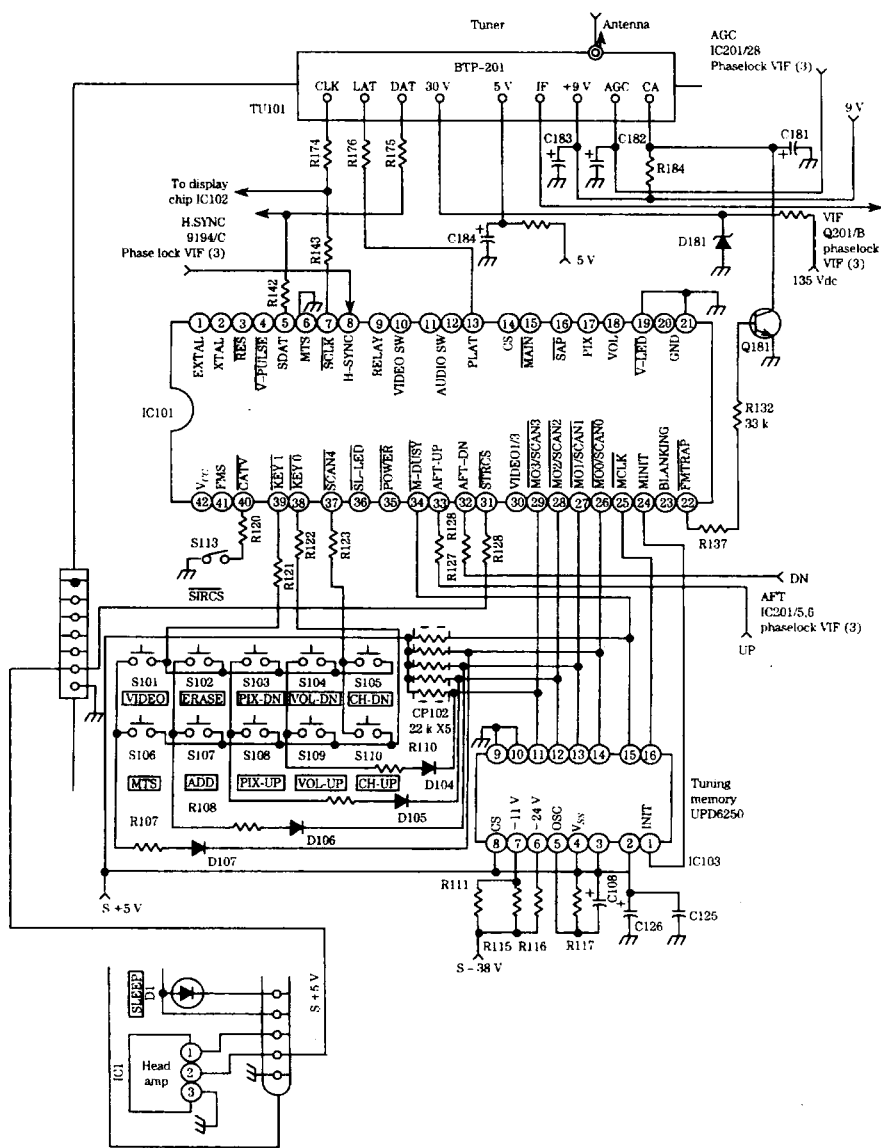 Tuner
Antenna
AGC
IC201/28
Phaselock VIF (3)
BTP-201
CLK LAT DAT 30 V 5 V IF +9 V AGC CA
TU101
9 V
R174
R176
R175
C183
C182
C181
R184
To display
chip IC102
H.SYNC
9194/C
Phase lock VIF (3)
R143
R142
C184
5 V
D181
VIF
Q201/B
phaselock
VIF (3)
135 Vdc
Q181
1 2 3 4 5 6 7 8 9 10 11 12 13 14 15 16 17 18 19 20 21
EXTAL
XTAL
RES
V-PULSE
SDAT
MTS
SCLK
H-SYNC
RELAY
VIDEO SW
AUDIO SW
PLAT
CS
MAIN
SAP
PIX
VOL
V-LED
GND
IC101
R132
33 k
VCC
FMS
CATV
KEY 1
KEY 0
SCAN4
SL-LED
POWER
M-DUSY
AFT-UP
AFT-DN
STRCS
VIDEO1/3
MO3/SCAN3
MO2/SCAN2
MO1/SCAN1
MO0/SCAN0
MCLK
MINIT
BLANKING
FMTRAP
42 41 40 39 38 37 36 35 34 33 32 31 30 29 28 27 26 25 24 23 22
S113
R120
R121
R122
R123
R127
R128
R128
R137
SIRCS
DN
AFT
IC201/5,6
phaselock VIF (3)
UP
S101 S102 S103 S104 S105
VIDEO ERASE PIX-DN VOL-DN CH-DN
CP102
22 k X5
S106 S107 S108 S109 S110
R110
D104
MTS ADD PIX-UP VOL-UP CH-UP
D105
R108
D106
R107
D107
9 10 11 12 13 14 15 16
Tuning
memory
UPD6250
CS
-11 V
-24 V
OSC
VSS
INIT
8 7 6 5 4 3 2 1
IC103
R111
C108
C126
C125
S +5 V
R115 R116 R117
S - 38 V
SLEEP
D1
S +5 V
IC1
Head
amp
1
2
3